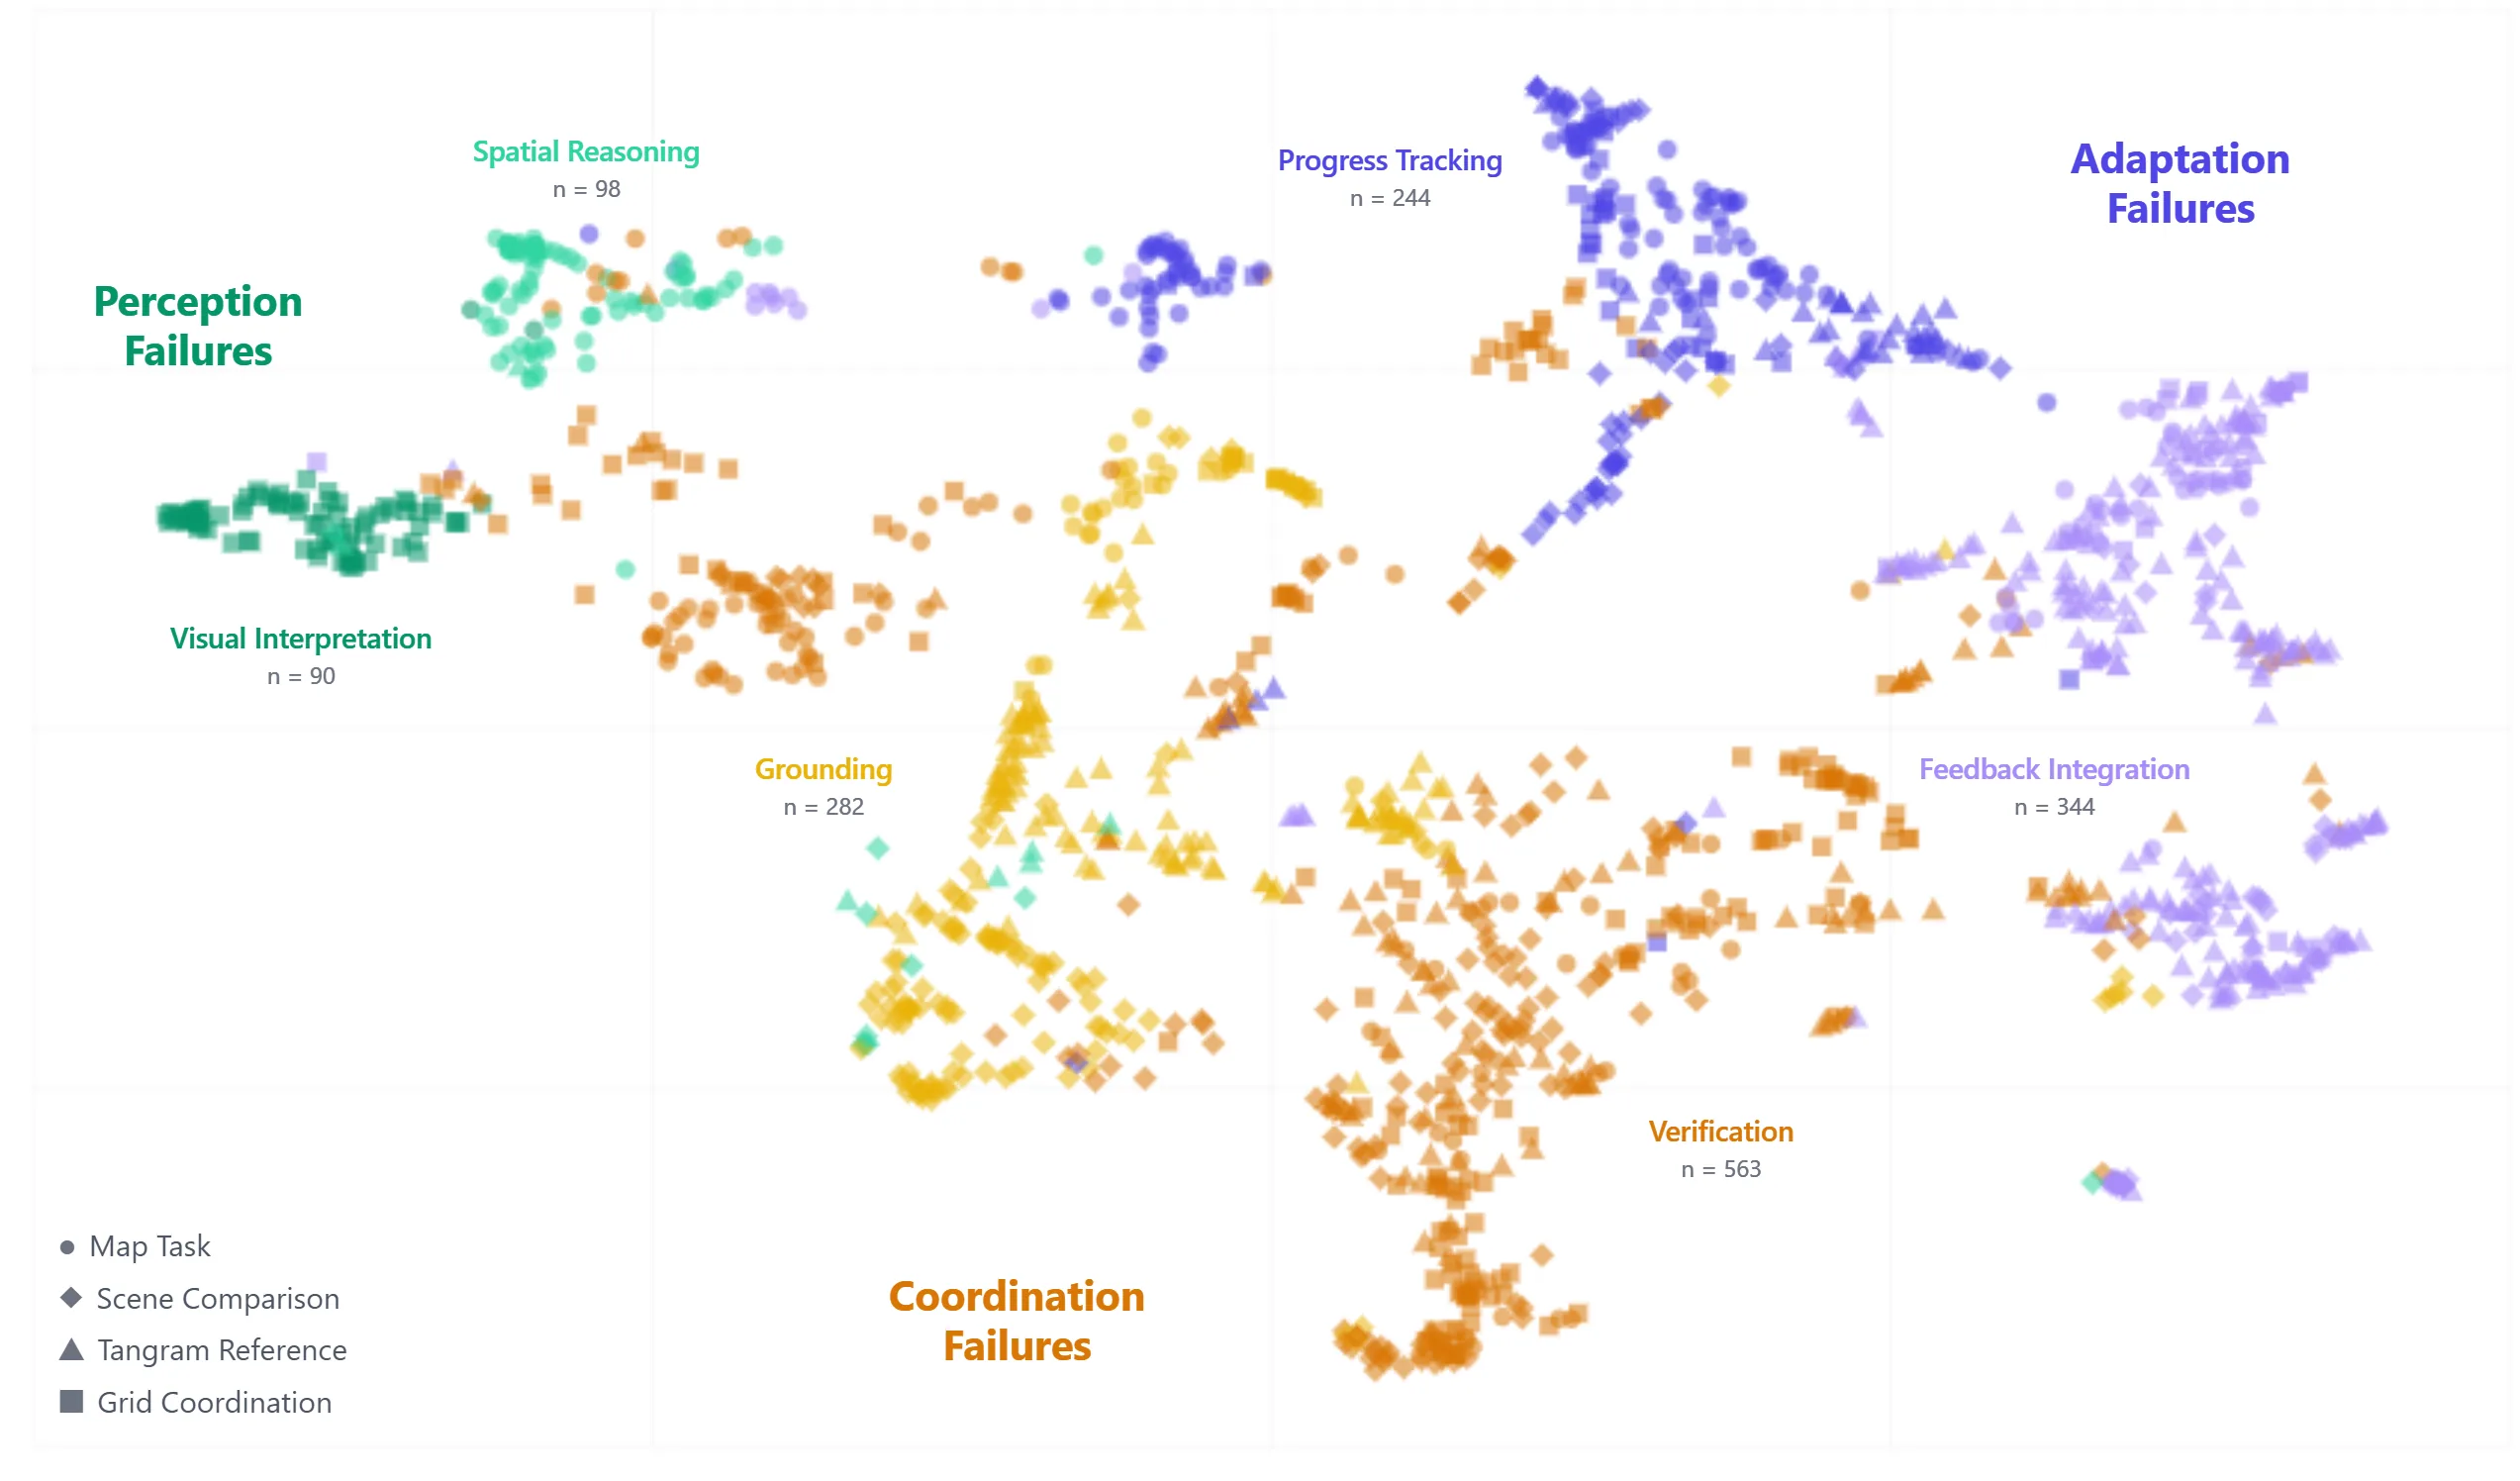 Spatial Reasoning
n = 98
Progress Tracking
n = 244
Adaptation
Failures
Perception
Failures
Visual Interpretation
n = 90
Grounding
n = 282
Feedback Integration
n = 344
Verification
n = 563
Coordination
Failures
Map Task
Scene Comparison
Tangram Reference
Grid Coordination